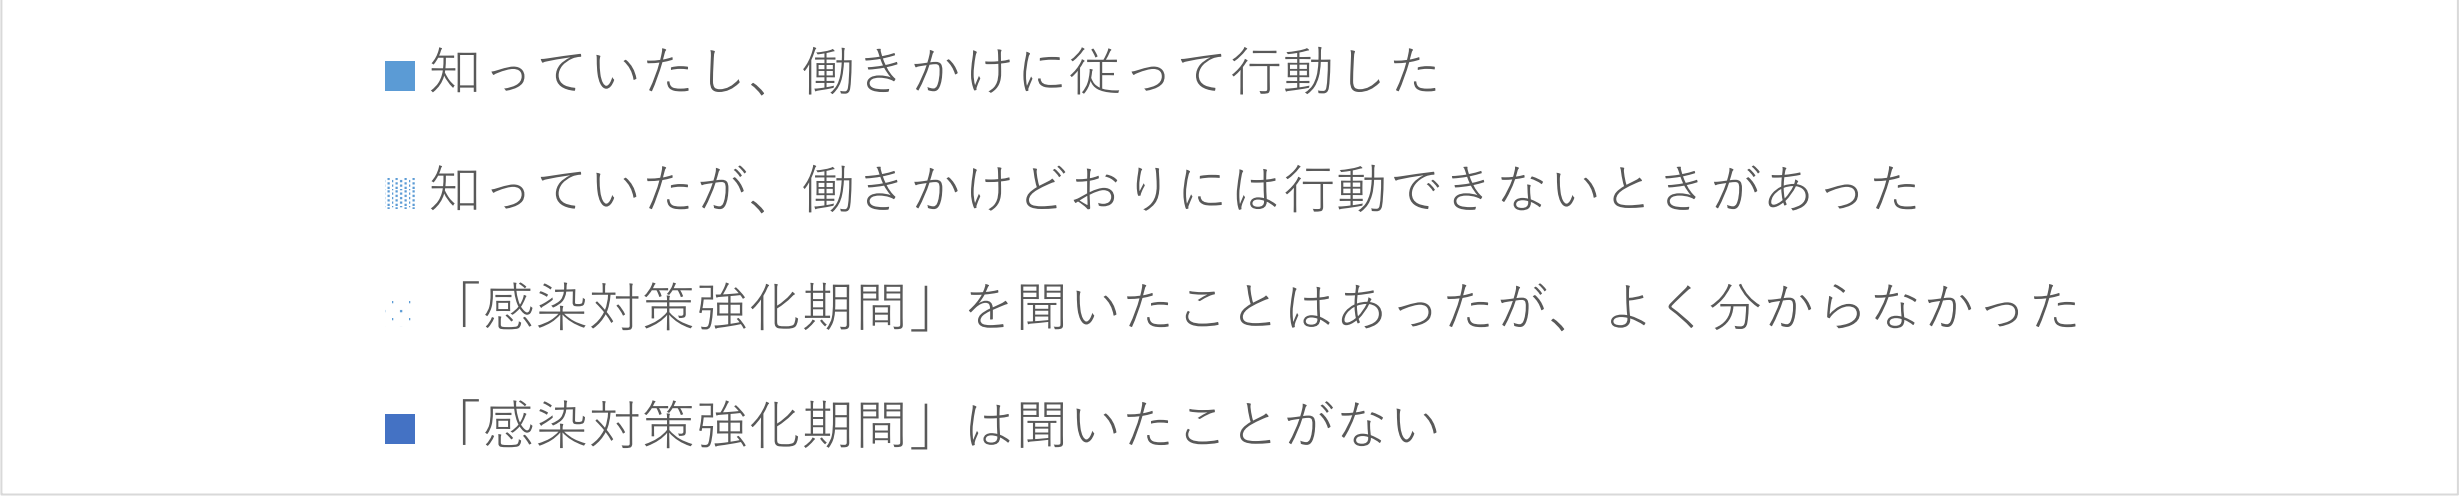 知っていたし、働きかけに従って行動した
知っていたが、働きかけどおりには行動できないときがあった
「感染対策強化期間」を聞いたことはあったが、よく分からなかった
「感染対策強化期間」は聞いたことがない